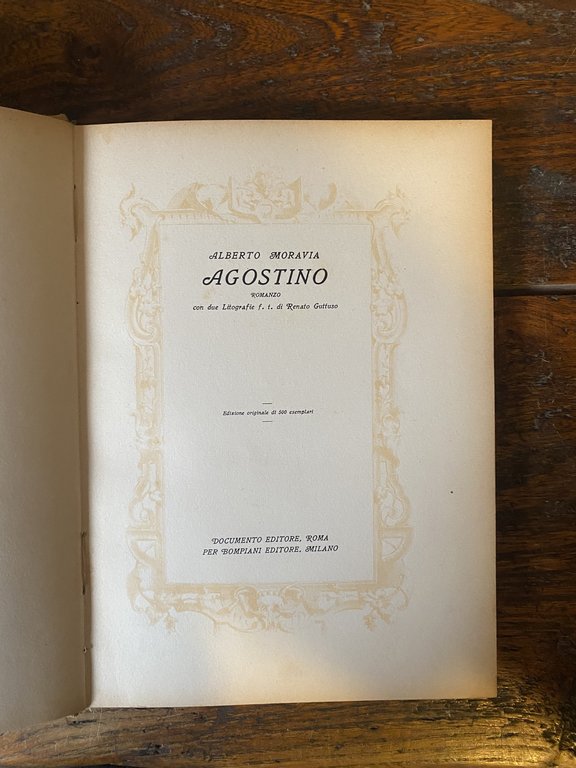 ALBERTO MORAVIA
AGOSTINO
ROMANZO
con due Litografie f. t. di Renato Guttuso
Edizione originale di 500 esemplari
DOCUMENTO EDITORE, ROMA
PER BOMPIANI EDITORE, MILANO